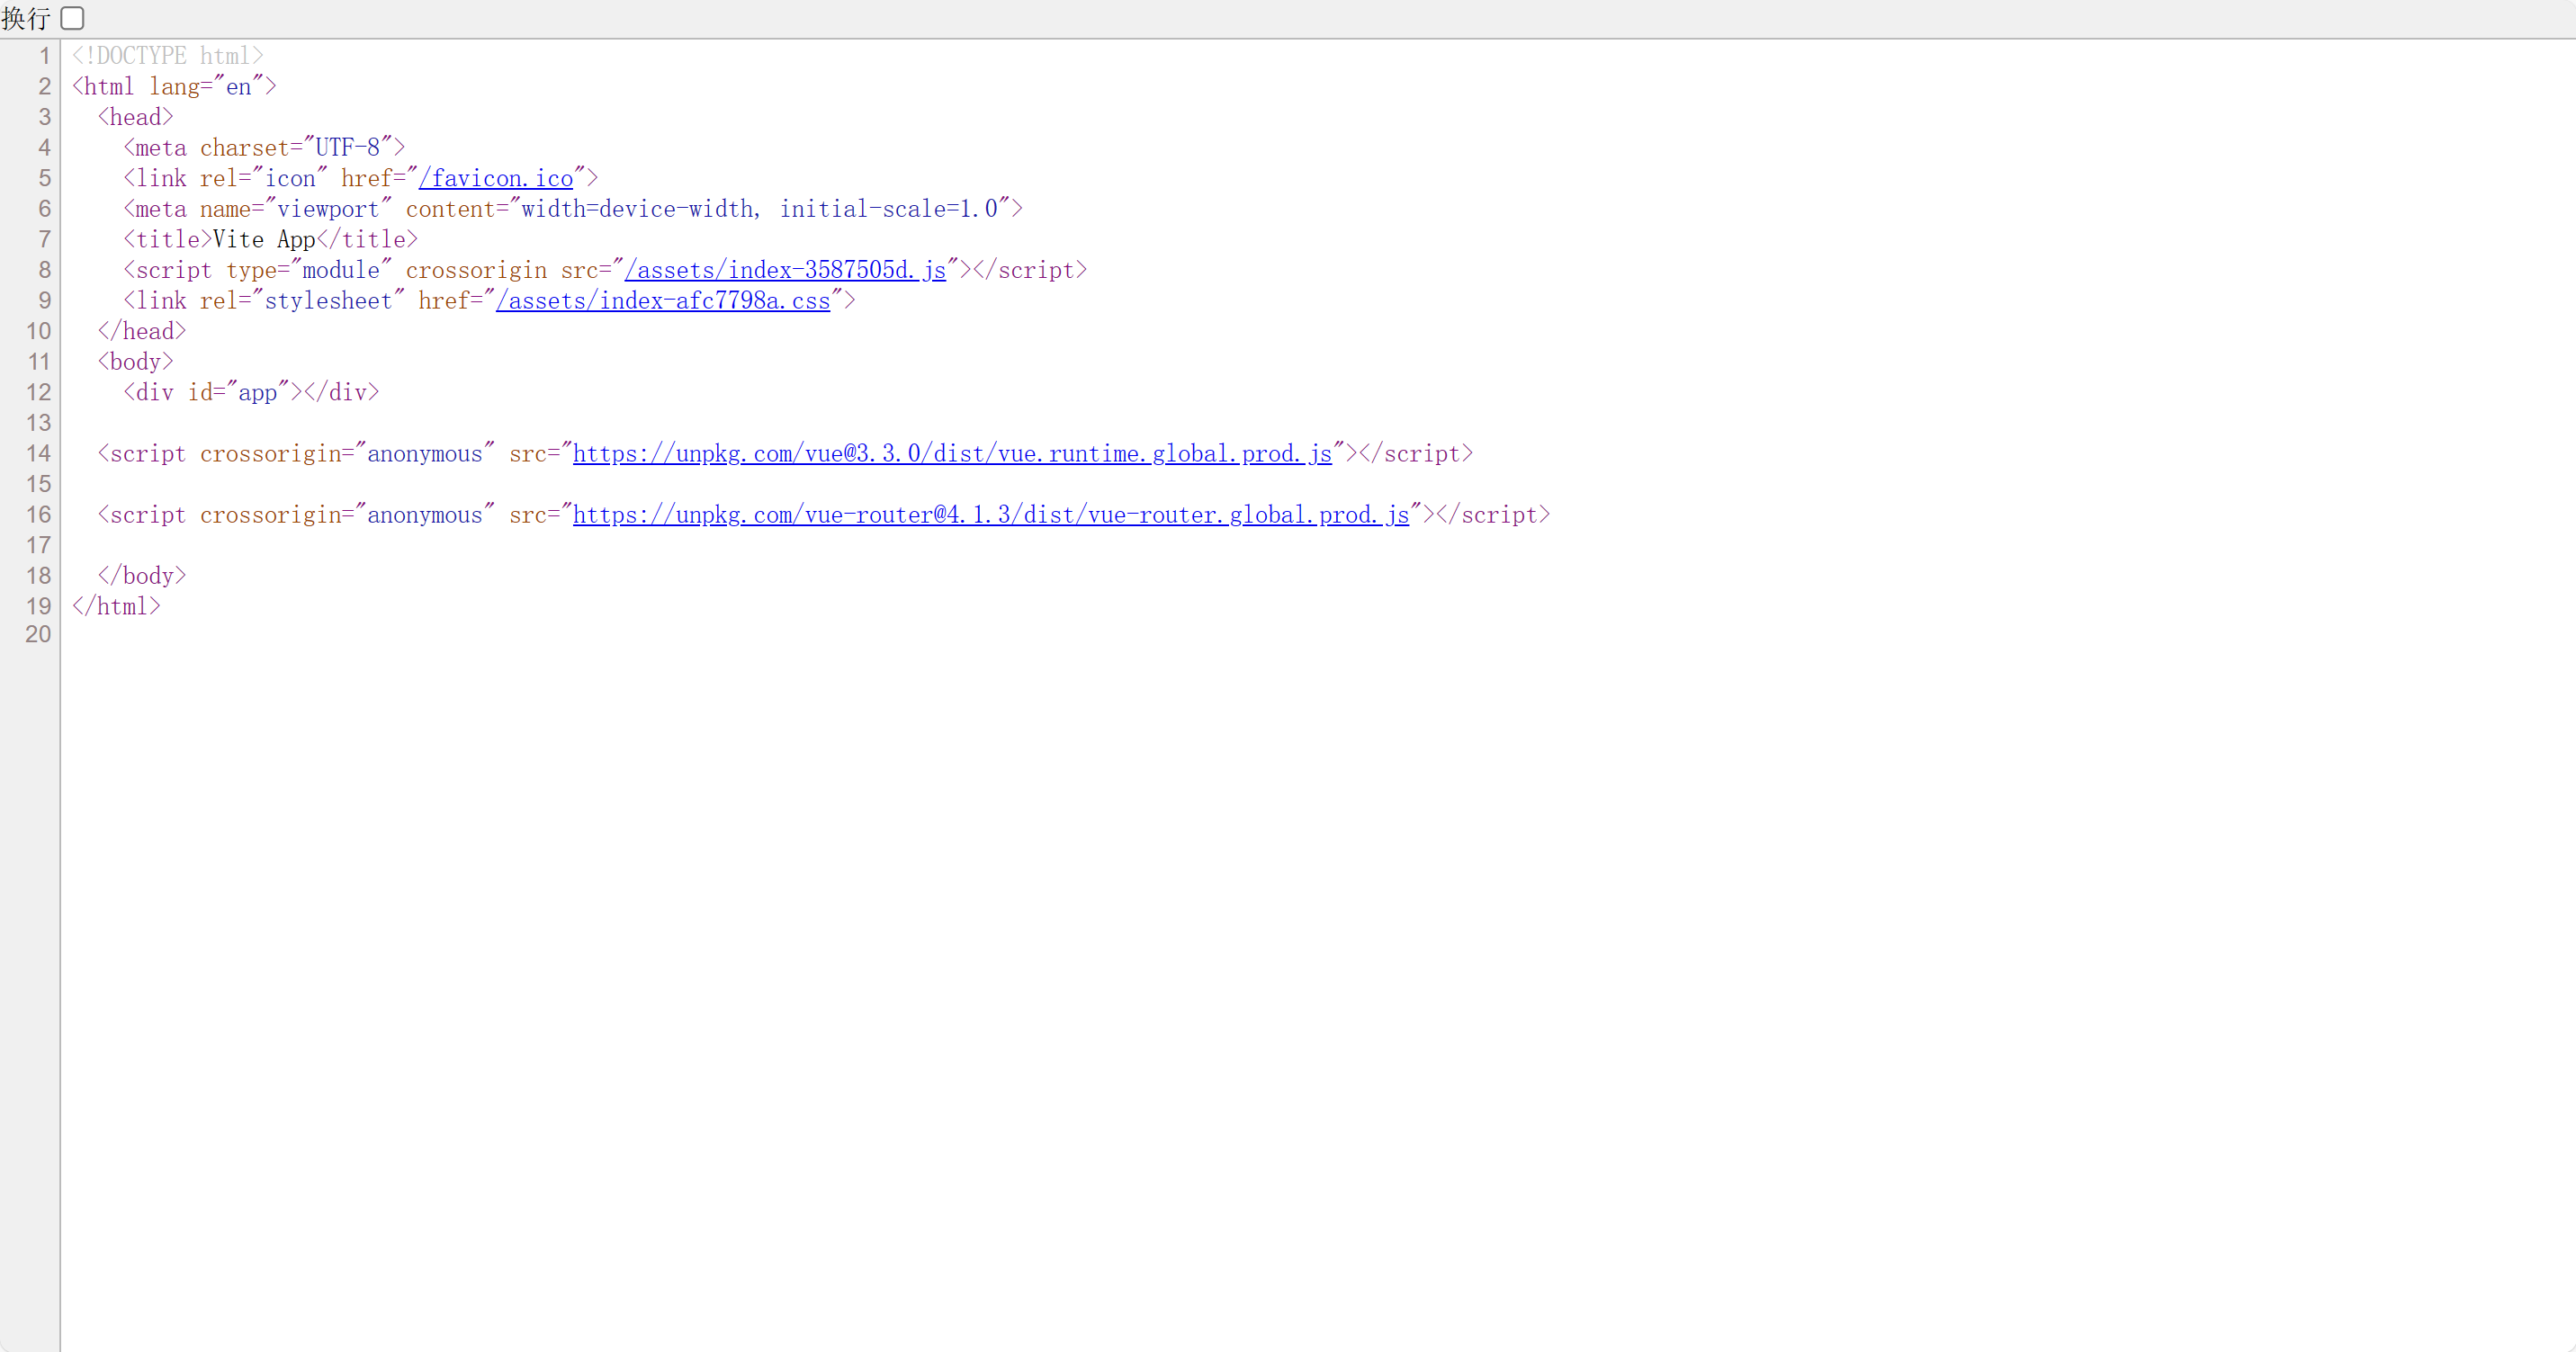 换行
1 <!DOCTYPE html>
2 <html lang="en">
3 <head>
4 <meta charset="UTF-8">
5 <link rel="icon" href="/favicon.ico">
6 <meta name="viewport" content="width=device-width, initial-scale=1.0">
7 <title>Vite App</title>
8 <script type="module" crossorigin src="/assets/index-3587505d.js"></script>
9 <link rel="stylesheet" href="/assets/index-afc7798a.css">
10 </head>
11 <body>
12 <div id="app"></div>
13
14 <script crossorigin="anonymous" src="https://unpkg.com/vue@3.3.0/dist/vue.runtime.global.prod.js"></script>
15
16 <script crossorigin="anonymous" src="https://unpkg.com/vue-router@4.1.3/dist/vue-router.global.prod.js"></script>
17
18 </body>
19 </html>
20